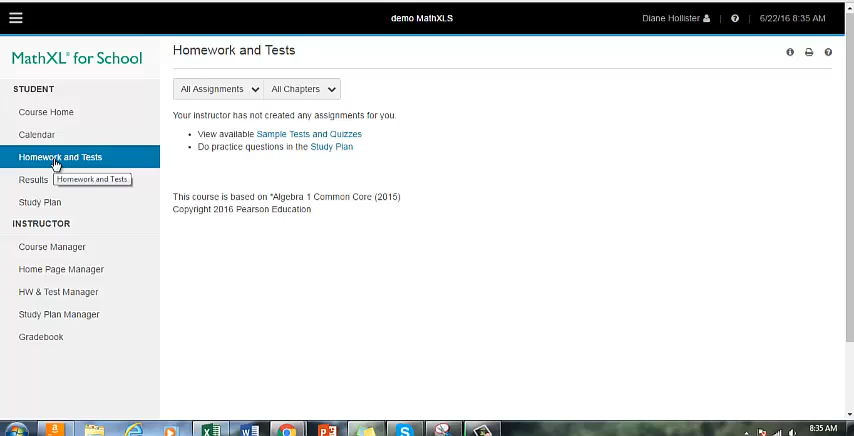 demo MathXLS
Diane Hollister | ? | 6/22/16 8:35 AM
MathXL® for School
STUDENT
Course Home
Calendar
Homework and Tests
Results
Homework and Tests
Study Plan
INSTRUCTOR
Course Manager
Home Page Manager
HW & Test Manager
Study Plan Manager
Gradebook
Homework and Tests
All Assignments
All Chapters
Your instructor has not created any assignments for you.
• View available Sample Tests and Quizzes
• Do practice questions in the Study Plan
This course is based on "Algebra 1 Common Core (2015)
Copyright 2016 Pearson Education
8:35 AM